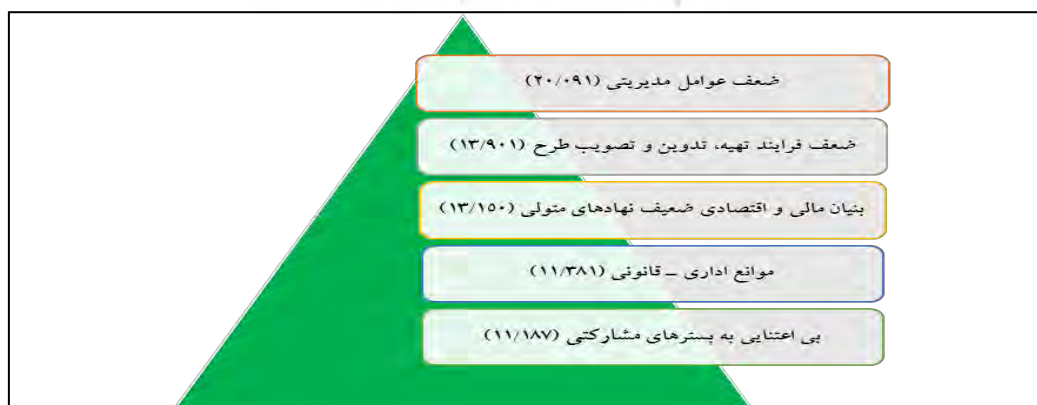 ضعف عوامل مدیریتی (۲۰/۰۹۱)
ضعف فرایند تهیه، تدوین و تصویب طرح (۱۳/۹۰۱)
بنیان مالی و اقتصادی ضعیف نهادهای متولی (۱۳/۱۵۰)
موانع اداری – قانونی (۱۱/۳۸۱)
بی اعتنایی به بسترهای مشارکتی (۱۱/۱۸۷)